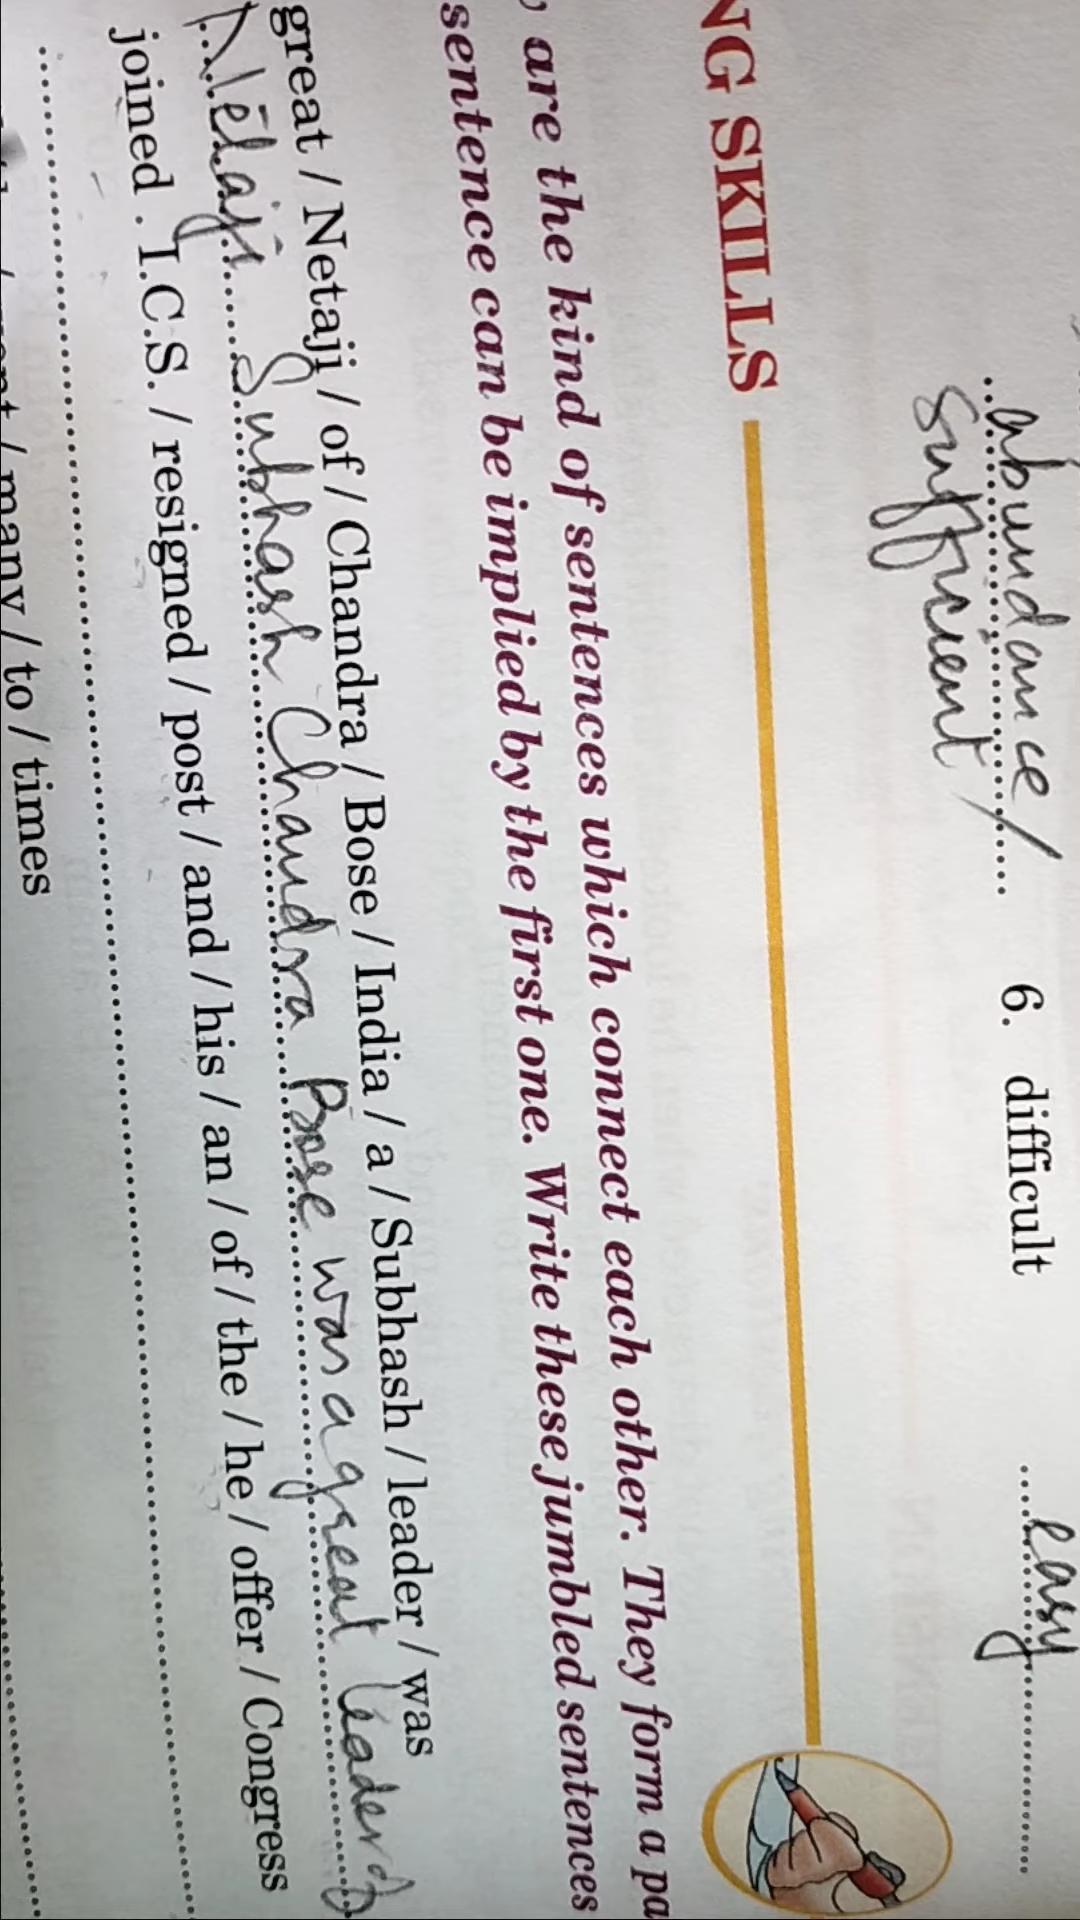 abundance/ 6. difficult easy
sufficient
NG SKILLS
are the kind of sentences which connect each other. They form a pa
sentence can be implied by the first one. Write these jumbled sentences
great / Netaji / of / Chandra / Bose / India / a / Subhash / leader / was
Netaji Subhash Chandra Bose was a great leader of
joined . I.C.S. / resigned / post / and / his / an / of / the / he / offer / Congress
/ many / to / times